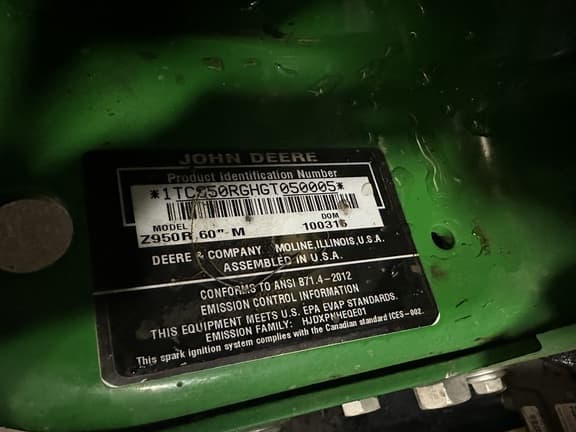 JOHN DEERE
Product Identification Number
*1TC950RGHGT050005*
MODEL DOM
Z950R 60"-M 100316
DEERE & COMPANY MOLINE,ILLINOIS,U.S.A.
ASSEMBLED IN U.S.A.
CONFORMS TO ANSI B71.4-2012
EMISSION CONTROL INFORMATION
THIS EQUIPMENT MEETS U.S. EPA EVAP STANDARDS.
EMISSION FAMILY: HJDXPNHEQE01
This spark ignition system complies with the Canadian standard ICES-002.